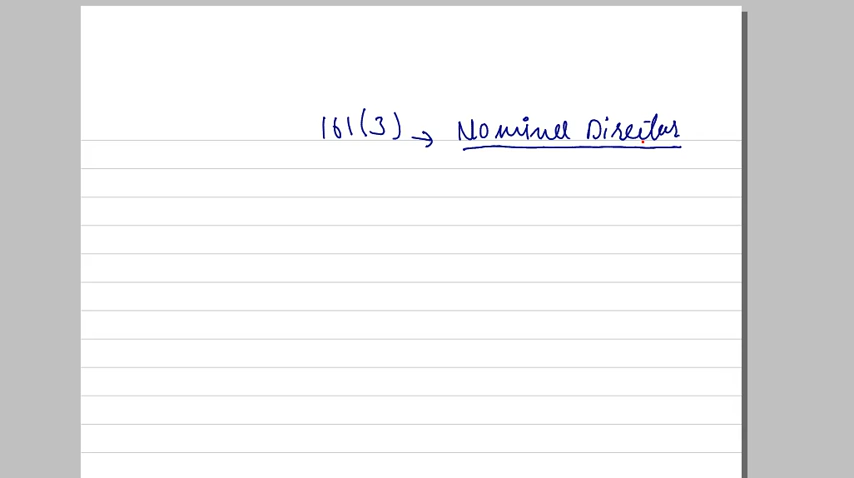 161(3) → Nominee Director